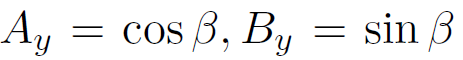 A_y = cos β, B_y = sin β